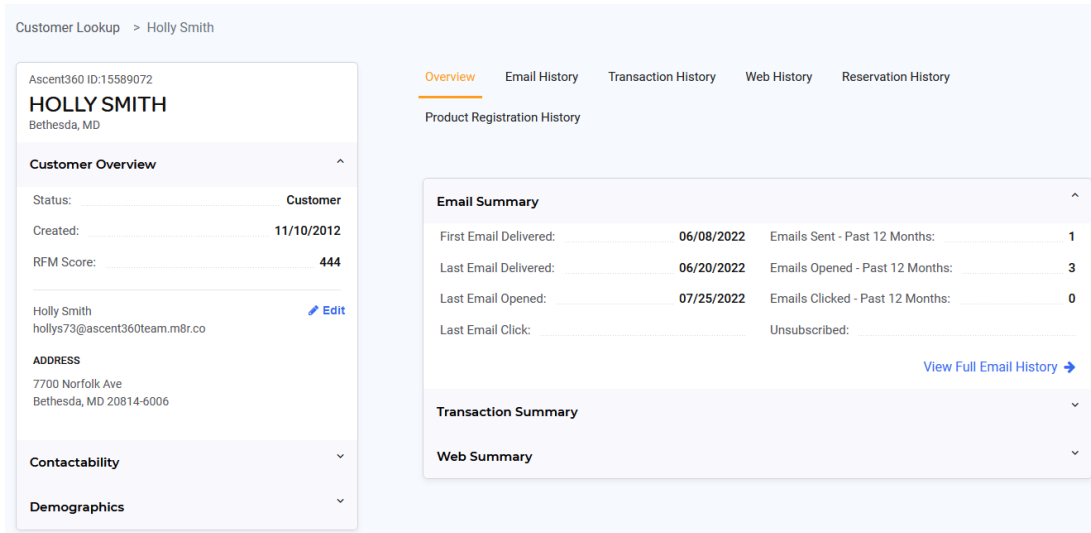 Customer Lookup > Holly Smith
Ascent360 ID:15589072
HOLLY SMITH
Bethesda, MD
Customer Overview
Status: Customer
Created: 11/10/2012
RFM Score: 444
Holly Smith Edit
hollys73@ascent360team.m8r.co
ADDRESS
7700 Norfolk Ave
Bethesda, MD 20814-6006
Contactability
Demographics
Overview Email History Transaction History Web History Reservation History
Product Registration History
Email Summary
First Email Delivered: 06/08/2022 Emails Sent - Past 12 Months: 1
Last Email Delivered: 06/20/2022 Emails Opened - Past 12 Months: 3
Last Email Opened: 07/25/2022 Emails Clicked - Past 12 Months: 0
Last Email Click: Unsubscribed:
View Full Email History →
Transaction Summary
Web Summary